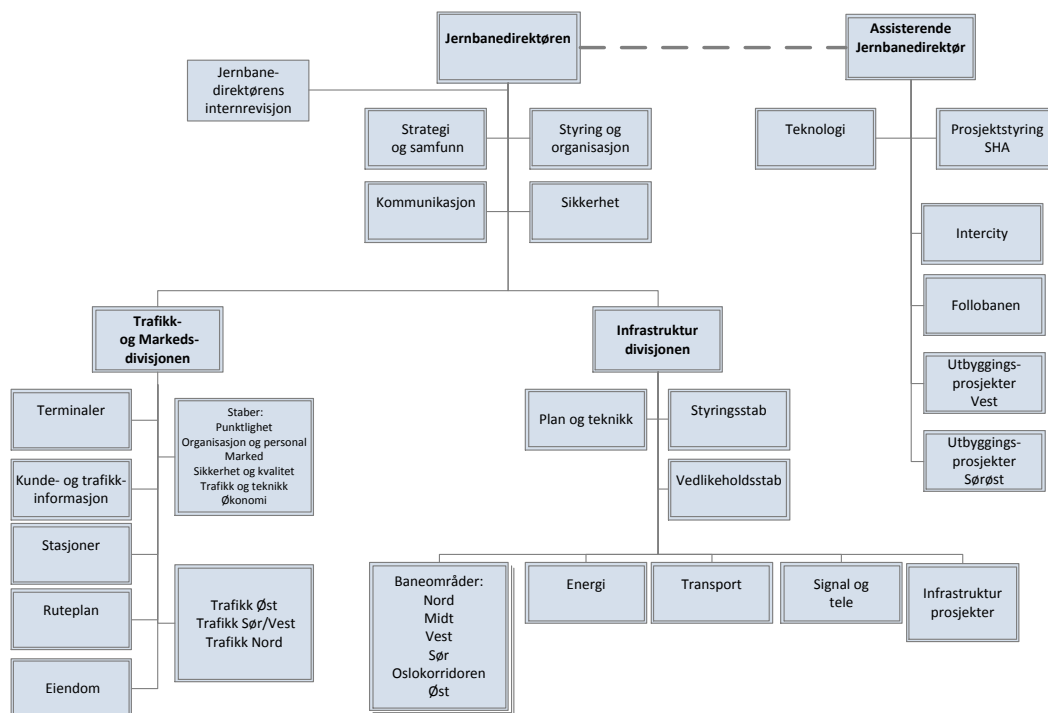 Jernbanedirektøren
Assisterende
Jernbanedirektør
Jernbane-
direktørens
internrevisjon
Strategi
og samfunn
Styring og
organisasjon
Kommunikasjon
Sikkerhet
Teknologi
Prosjektstyring
SHA
Intercity
Follobanen
Utbyggings-
prosjekter
Vest
Utbyggings-
prosjekter
Sørøst
Trafikk-
og Markeds-
divisjonen
Terminaler
Kunde- og trafikk-
informasjon
Stasjoner
Ruteplan
Eiendom
Staber:
Punktlighet
Organisasjon og personal
Marked
Sikkerhet og kvalitet
Trafikk og teknikk
Økonomi
Trafikk Øst
Trafikk Sør/Vest
Trafikk Nord
Infrastruktur
divisjonen
Plan og teknikk
Styringsstab
Vedlikeholdsstab
Baneområder:
Nord
Midt
Vest
Sør
Oslokorridoren
Øst
Energi
Transport
Signal og
tele
Infrastruktur
prosjekter